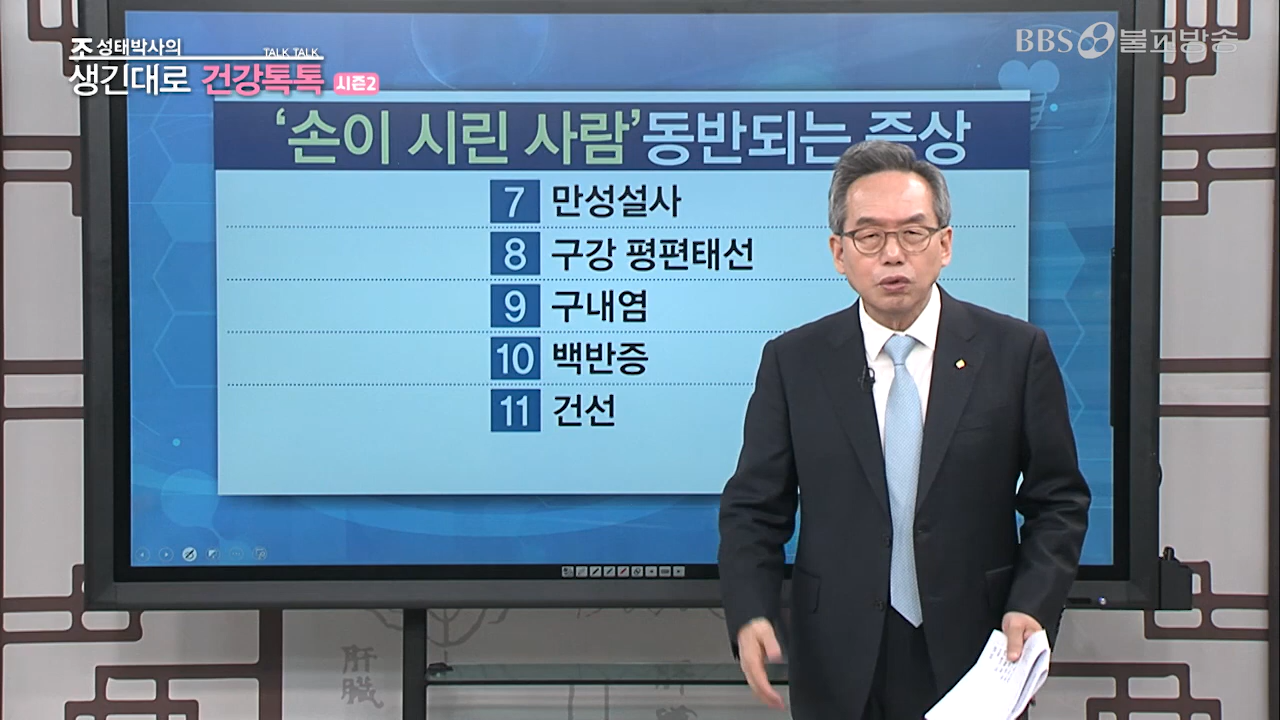 조 성태박사의
TALK TALK
생긴대로 건강톡톡 시즌2
BBS 불교방송
‘손이 시린 사람’ 동반되는 증상
7 만성설사
8 구강 평편태선
9 구내염
10 백반증
11 건선
肝
臟